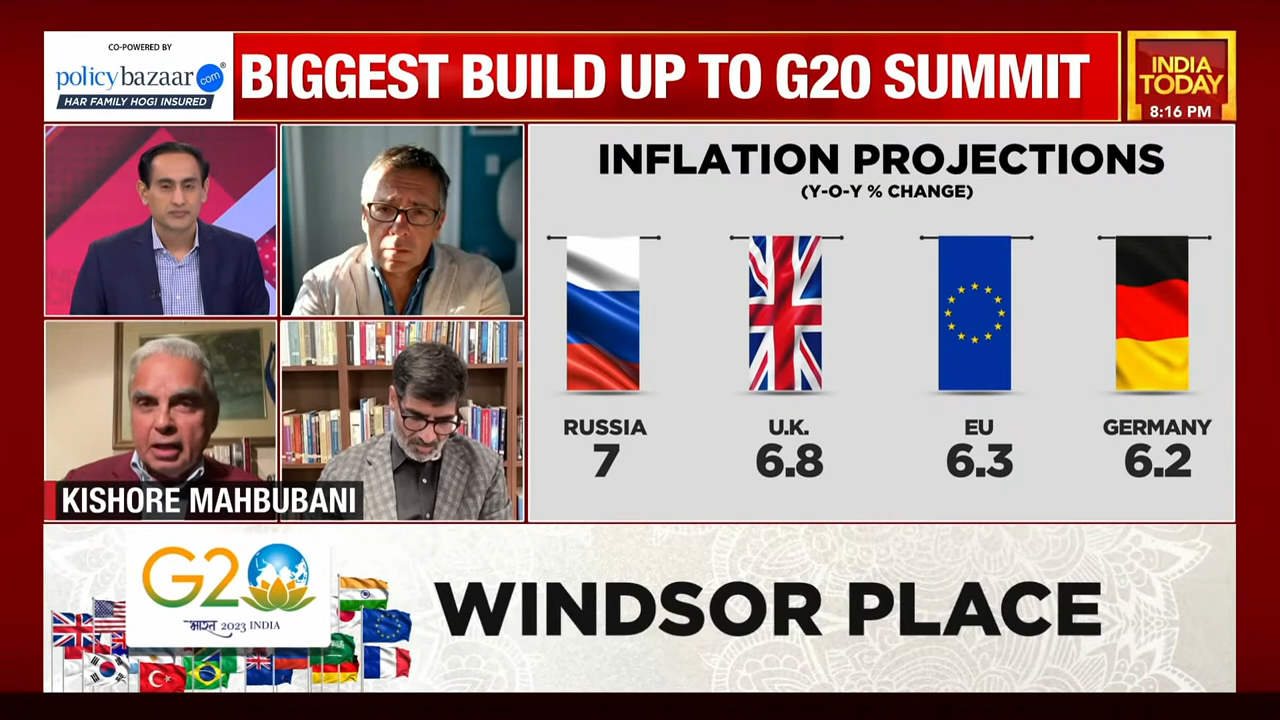 CO-POWERED BY
policybazaar.com®
HAR FAMILY HOGI INSURED
BIGGEST BUILD UP TO G20 SUMMIT
INDIA
TODAY
8:16 PM
INFLATION PROJECTIONS
(Y-O-Y % CHANGE)
RUSSIA
7
U.K.
6.8
EU
6.3
GERMANY
6.2
KISHORE MAHBUBANI
G20
भारत 2023 INDIA
WINDSOR PLACE